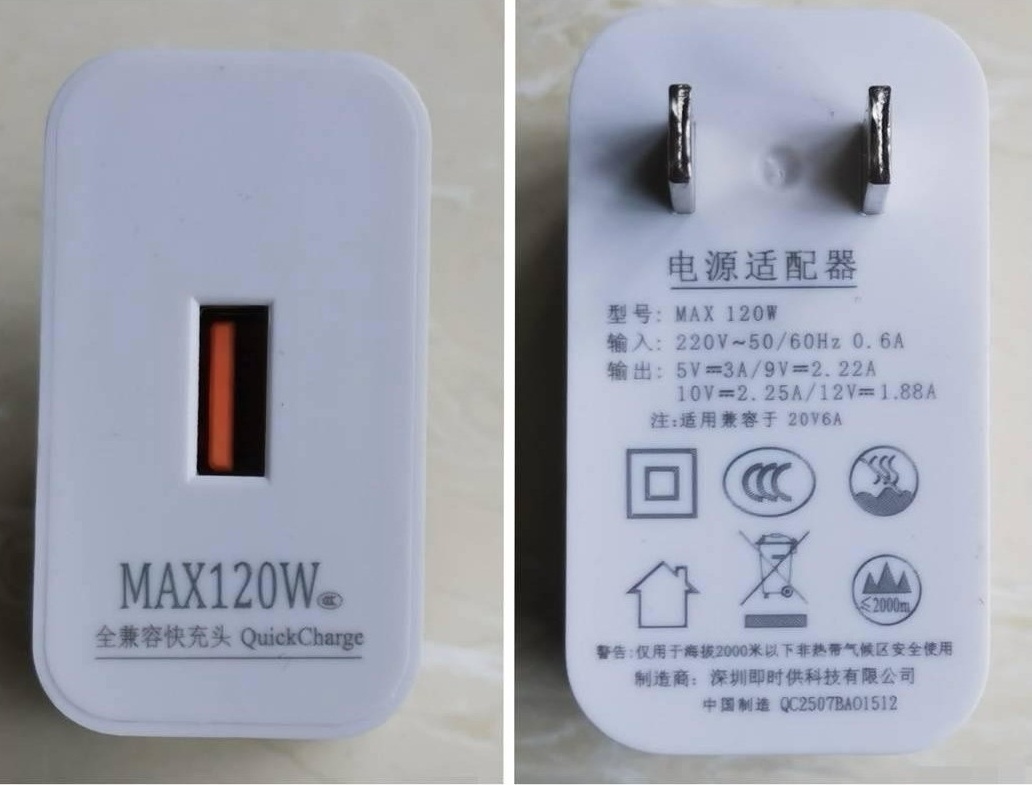 MAX120W
全兼容快充头 QuickCharge
电源适配器
型号: MAX 120W
输入: 220V~50/60Hz 0.6A
输出: 5V⎓3A/9V⎓2.22A
10V⎓2.25A/12V⎓1.88A
注:适用兼容于 20V6A
≤2000m
警告:仅用于海拔2000米以下非热带气候区安全使用
制造商: 深圳即时供科技有限公司
中国制造 QC2507BA01512